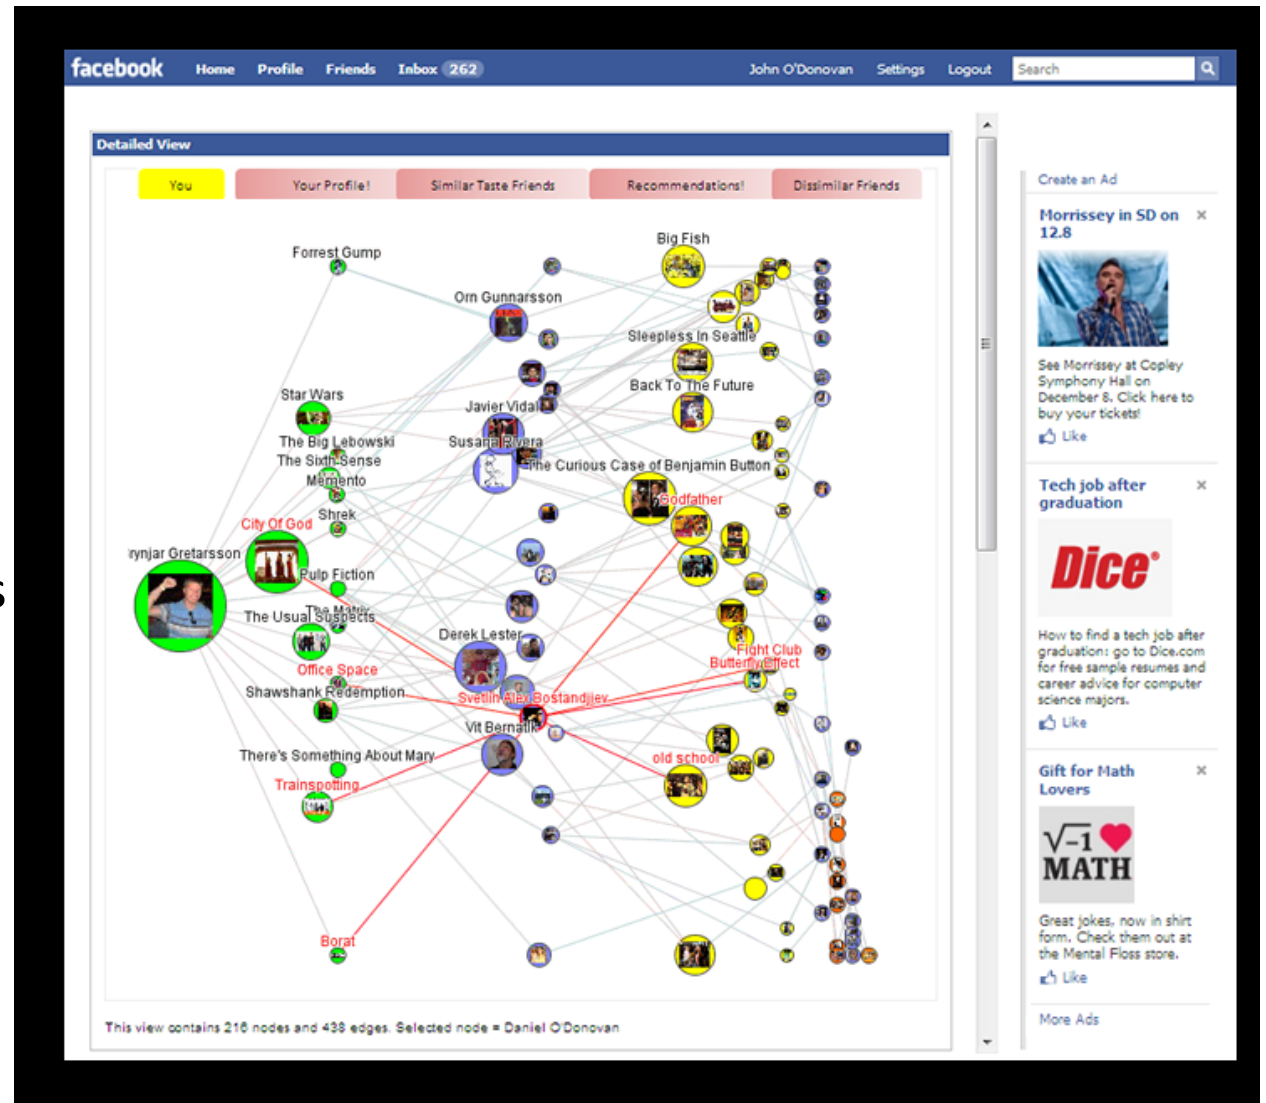 facebook Home Profile Friends Inbox 262 John O'Donovan Settings Logout Search
Detailed View
You Your Profile! Similar Taste Friends Recommendations! Dissimilar Friends
Forrest Gump
Big Fish
Orn Gunnarsson
Sleepless In Seattle
Star Wars
Back To The Future
Javier Vidal
The Big Lebowski
Susana Rivera
The Sixth Sense
The Curious Case of Benjamin Button
Memento
Godfather
Shrek
City Of God
rynjar Gretarsson
Pulp Fiction
The Matrix
The Usual Suspects
Derek Lester
Fight Club
Butterfly Effect
Office Space
Shawshank Redemption
Svetlin Alex Bostandjiev
Vit Bernatik
There's Something About Mary
old school
Trainspotting
Borat
This view contains 216 nodes and 438 edges. Selected node = Daniel O'Donovan
s
Create an Ad
Morrissey in SD on
12.8
See Morrissey at Copley
Symphony Hall on
December 8. Click here to
buy your tickets!
Like
Tech job after
graduation
Dice
How to find a tech job after
graduation: go to Dice.com
for free sample resumes and
career advice for computer
science majors.
Like
Gift for Math
Lovers
√-1
MATH
Great jokes, now in shirt
form. Check them out at
the Mental Floss store.
Like
More Ads